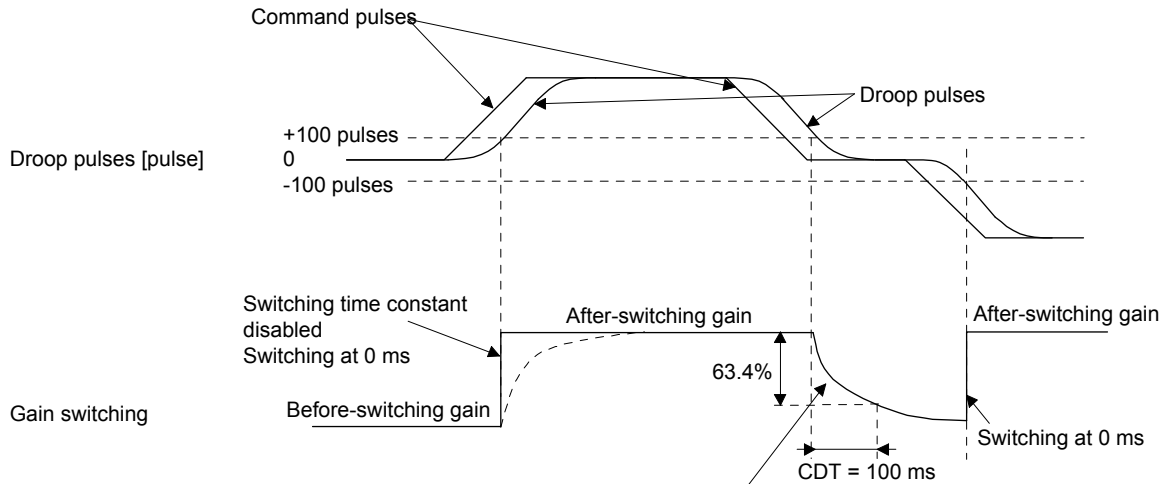 Command pulses
Droop pulses
+100 pulses
Droop pulses [pulse]
0
-100 pulses
Switching time constant
disabled
Switching at 0 ms
After-switching gain
After-switching gain
63.4%
Gain switching
Before-switching gain
Switching at 0 ms
CDT = 100 ms